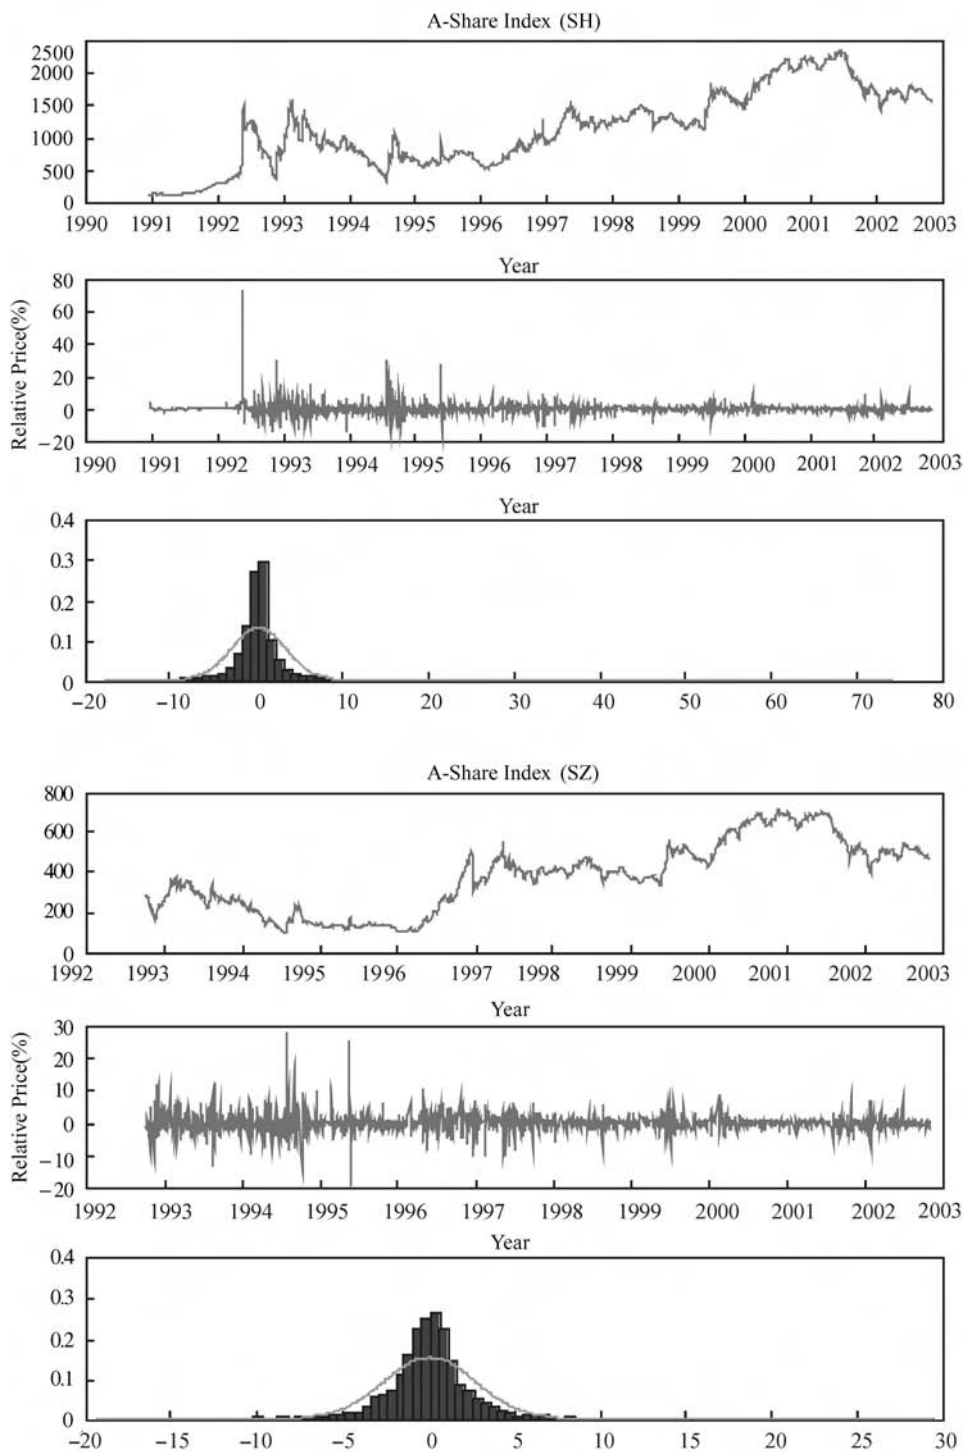 A-Share Index (SH)
2500
2000
1500
1000
500
0
1990 1991 1992 1993 1994 1995 1996 1997 1998 1999 2000 2001 2002 2003
Year
Relative Price(%)
80
60
40
20
0
−20
1990 1991 1992 1993 1994 1995 1996 1997 1998 1999 2000 2001 2002 2003
Year
0.4
0.3
0.2
0.1
0
−20 −10 0 10 20 30 40 50 60 70 80
A-Share Index (SZ)
800
600
400
200
0
1992 1993 1994 1995 1996 1997 1998 1999 2000 2001 2002 2003
Year
Relative Price(%)
30
20
10
0
−10
−20
1992 1993 1994 1995 1996 1997 1998 1999 2000 2001 2002 2003
Year
0.4
0.3
0.2
0.1
0
−20 −15 −10 −5 0 5 10 15 20 25 30